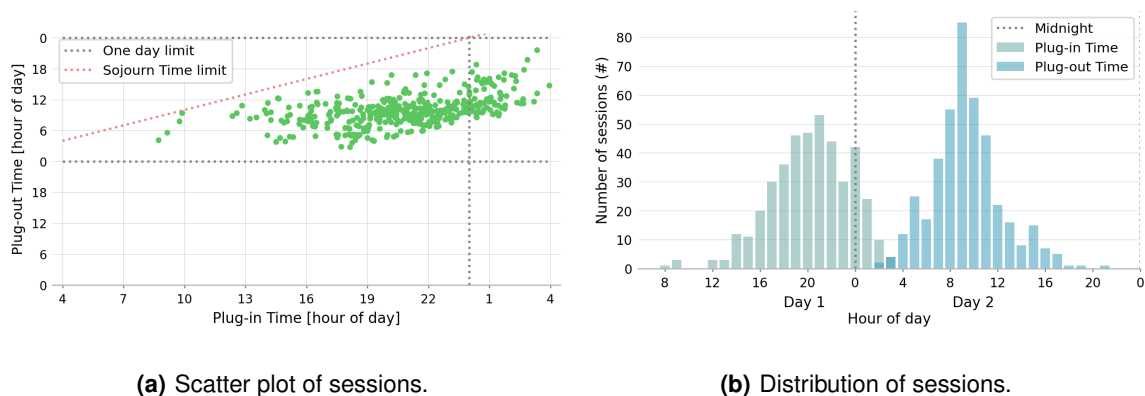 One day limit
Sojourn Time limit
Plug-out Time [hour of day]
0
18
12
6
0
18
12
6
0
4 7 10 13 16 19 22 1 4
Plug-in Time [hour of day]
(a) Scatter plot of sessions.
Midnight
Plug-in Time
Plug-out Time
Number of sessions (#)
80
70
60
50
40
30
20
10
0
8 12 16 20 0 4 8 12 16 20 0
Day 1 Day 2
Hour of day
(b) Distribution of sessions.